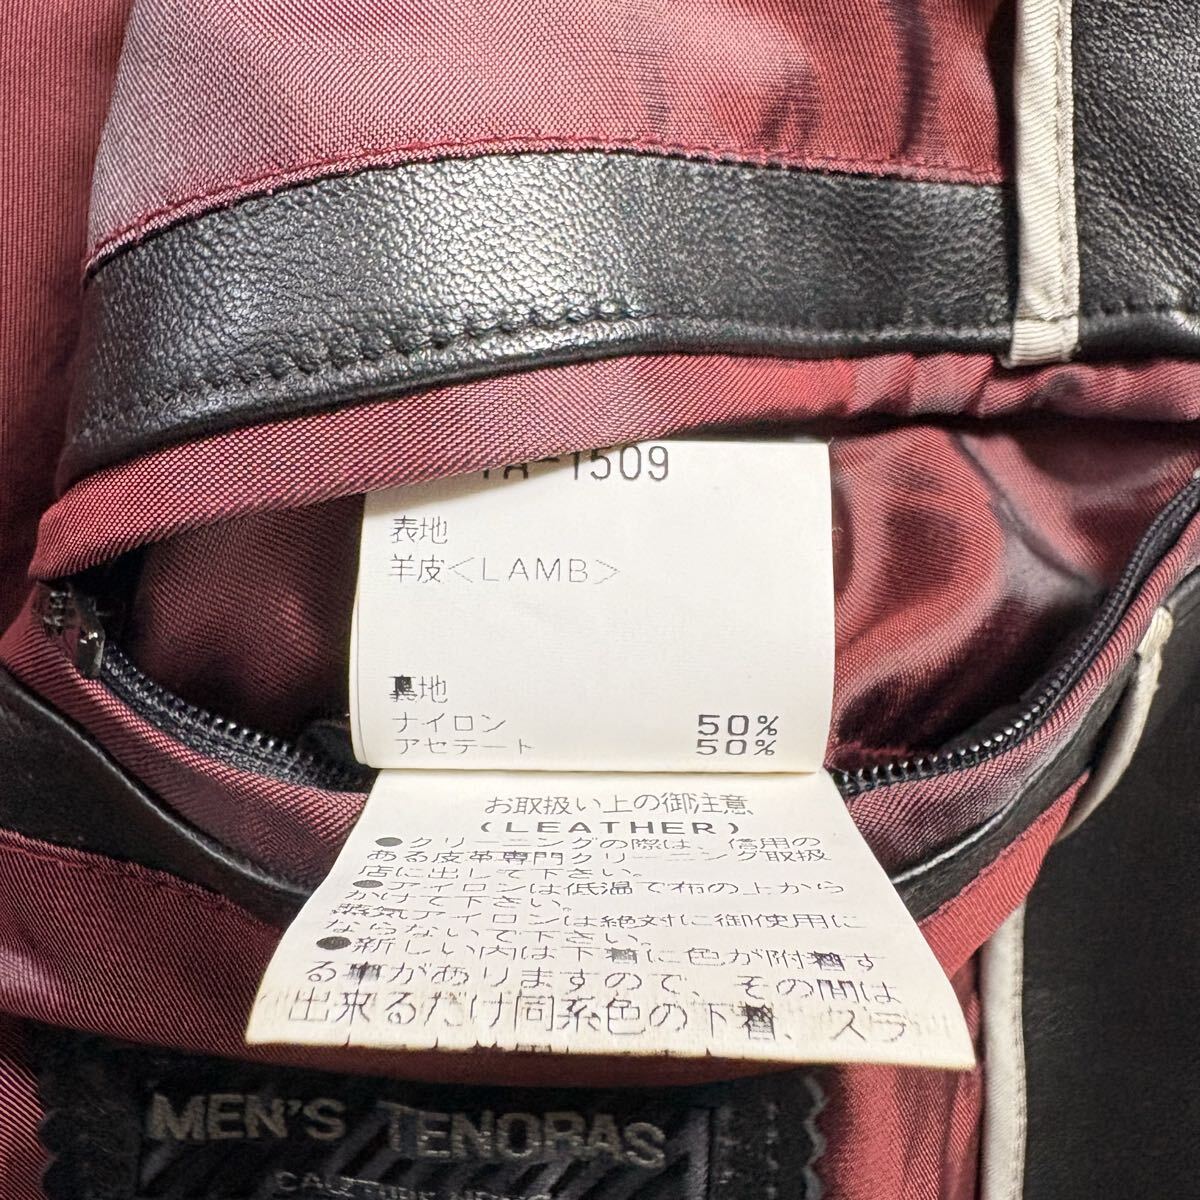 TA-1509
表地
羊皮<LAMB>
裏地
ナイロン 50%
アセテート 50%
お取扱い上の御注意
(LEATHER)
●クリーニングの際は、信用の
ある皮革専門クリーニング取扱
店に出して下さい。
●アイロンは低温で布の上から
かけて下さい。
蒸気アイロンは絶対に御使用に
ならないで下さい。
●新しい内は下着に色が附着す
る事がありますので、その間は
出来るだけ同系色の下着、スラ
MEN'S TENORAS